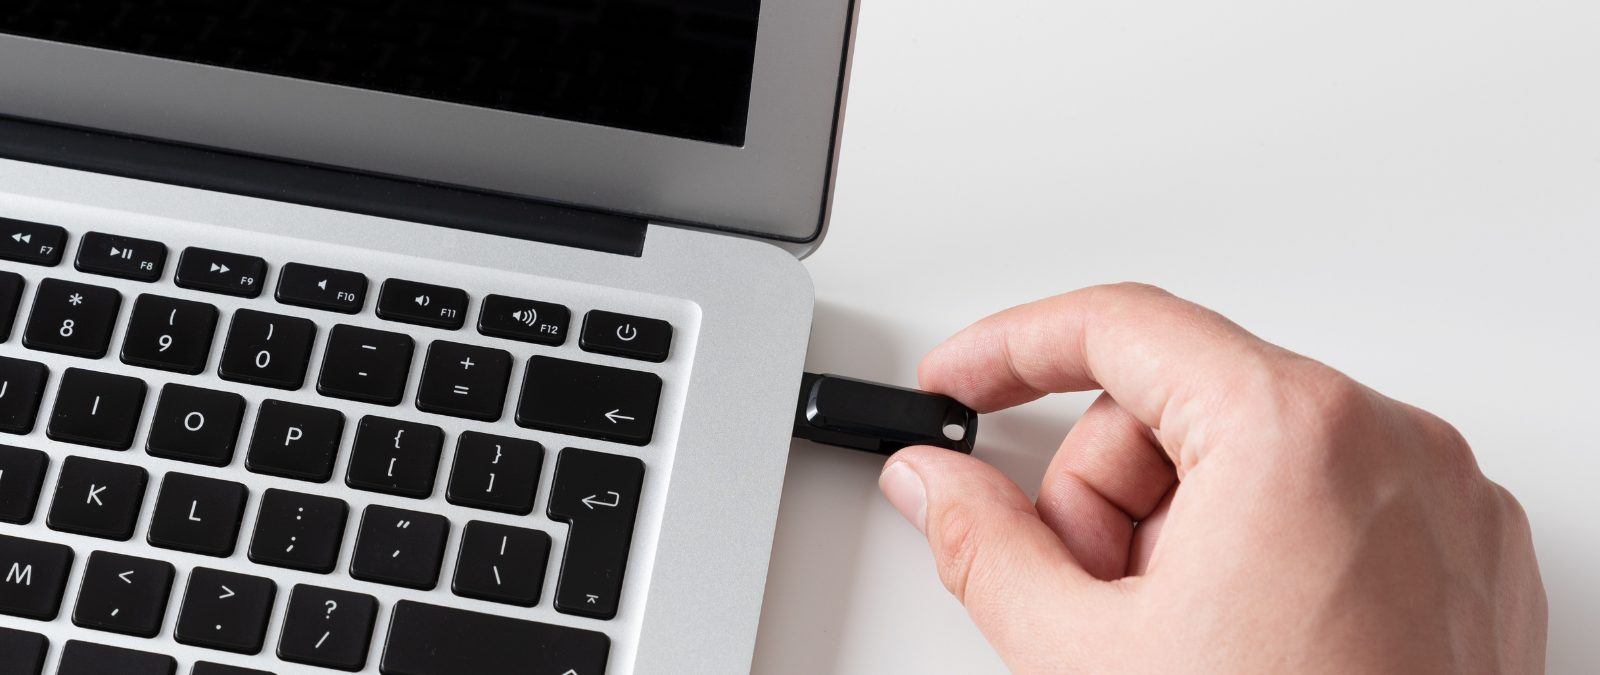 F7 F8 F9 F10 F11 F12
* ( ) _ +
8 9 0 - =
I O P { }
[ ]
K L : "
; ' |
\
M < > ?
, . /